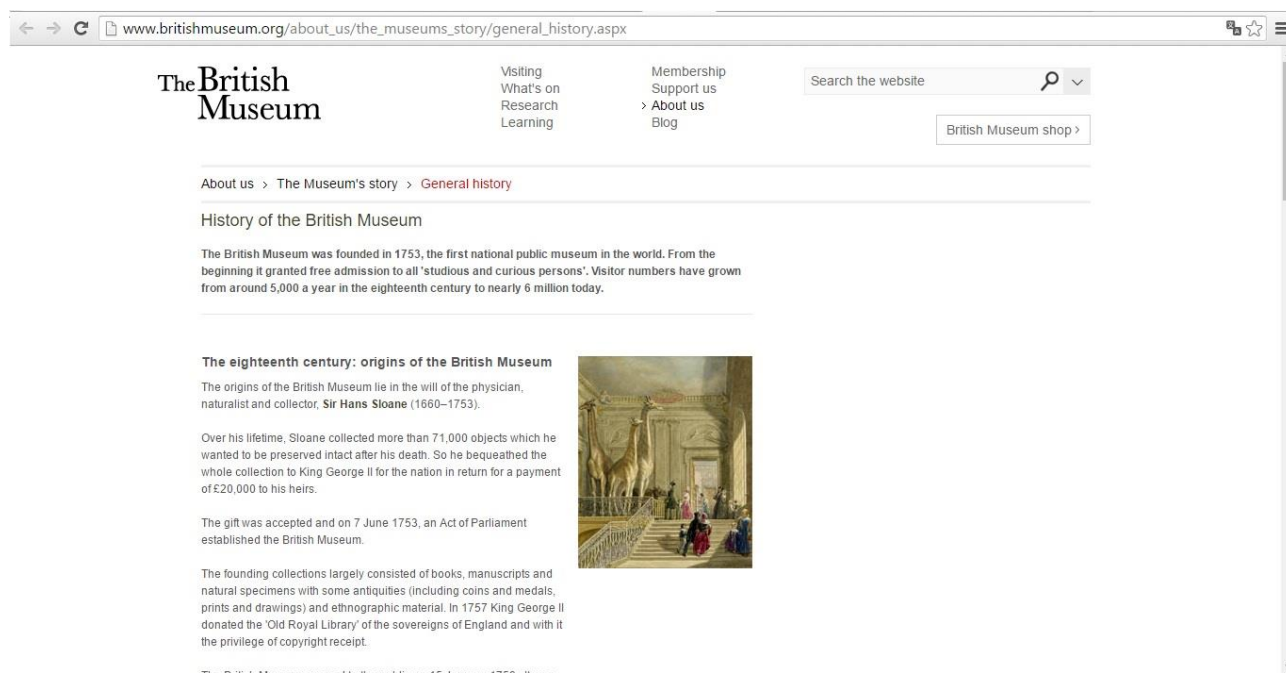 www.britishmuseum.org/about_us/the_museums_story/general_history.aspx
The British
Museum
Visiting
What's on
Research
Learning
Membership
Support us
› About us
Blog
Search the website
British Museum shop ›
About us › The Museum's story › General history
History of the British Museum
The British Museum was founded in 1753, the first national public museum in the world. From the
beginning it granted free admission to all 'studious and curious persons'. Visitor numbers have grown
from around 5,000 a year in the eighteenth century to nearly 6 million today.
The eighteenth century: origins of the British Museum
The origins of the British Museum lie in the will of the physician,
naturalist and collector, Sir Hans Sloane (1660–1753).
Over his lifetime, Sloane collected more than 71,000 objects which he
wanted to be preserved intact after his death. So he bequeathed the
whole collection to King George II for the nation in return for a payment
of £20,000 to his heirs.
The gift was accepted and on 7 June 1753, an Act of Parliament
established the British Museum.
The founding collections largely consisted of books, manuscripts and
natural specimens with some antiquities (including coins and medals,
prints and drawings) and ethnographic material. In 1757 King George II
donated the 'Old Royal Library' of the sovereigns of England and with it
the privilege of copyright receipt.